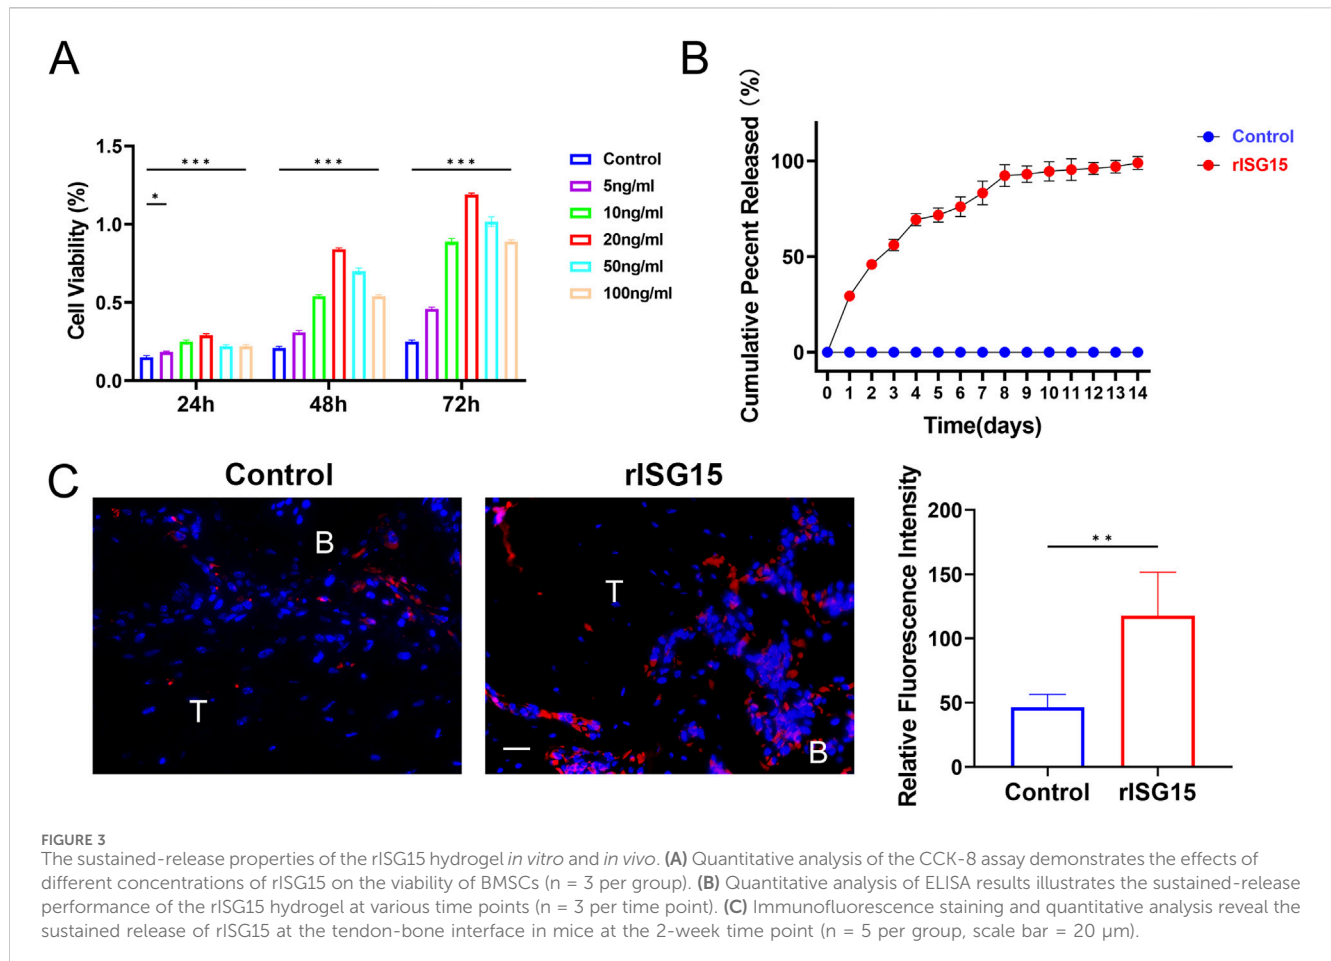 A
Cell Viability (%)
1.5
1.0
0.5
0.0
***
***
***
*
24h
48h
72h
Control
5ng/ml
10ng/ml
20ng/ml
50ng/ml
100ng/ml
B
Cumulative Pecent Released (%)
100
50
0
0 1 2 3 4 5 6 7 8 9 10 11 12 13 14
Time(days)
Control
rISG15
C
Control
B
T
rISG15
T
B
Relative Fluorescence Intensity
200
150
100
50
0
**
Control
rISG15
FIGURE 3
The sustained-release properties of the rISG15 hydrogel in vitro and in vivo. (A) Quantitative analysis of the CCK-8 assay demonstrates the effects of
different concentrations of rISG15 on the viability of BMSCs (n = 3 per group). (B) Quantitative analysis of ELISA results illustrates the sustained-release
performance of the rISG15 hydrogel at various time points (n = 3 per time point). (C) Immunofluorescence staining and quantitative analysis reveal the
sustained release of rISG15 at the tendon-bone interface in mice at the 2-week time point (n = 5 per group, scale bar = 20 μm).